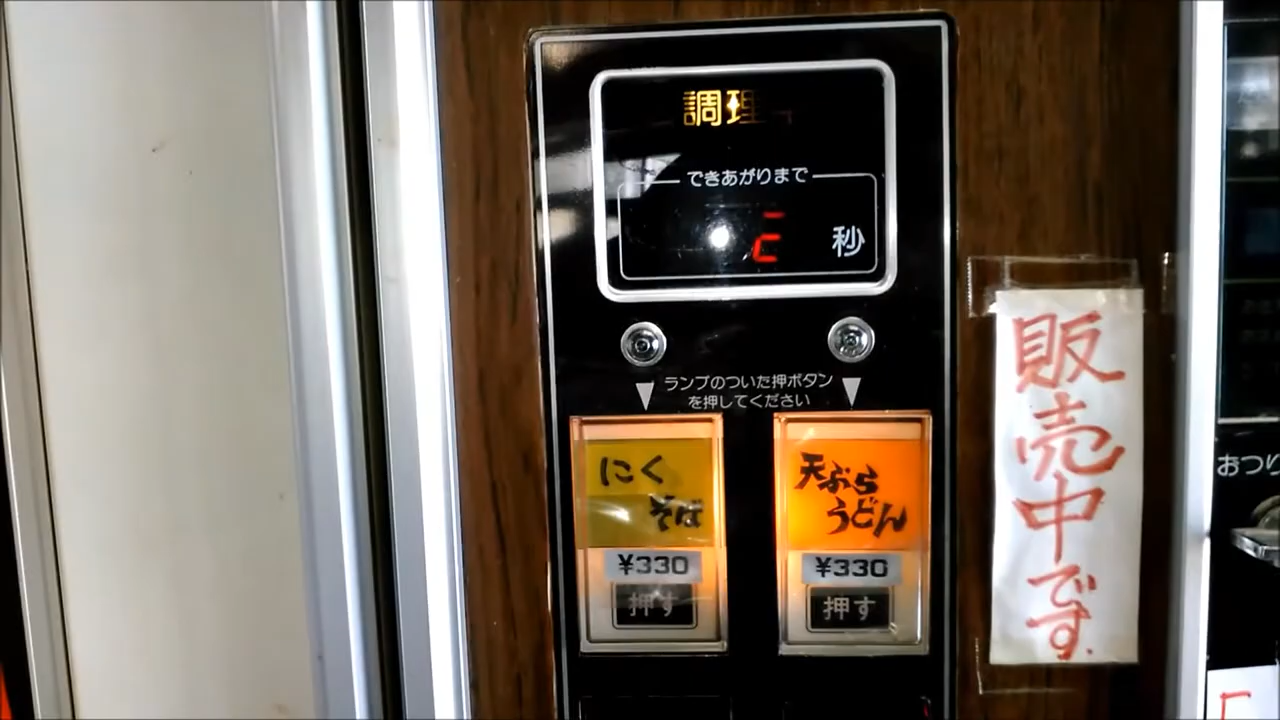 調理
できあがりまで
2 秒
ランプのついた押ボタン
を押してください
にく
そば
¥330
押す
天ぷら
うどん
¥330
押す
販売中です.
おつり